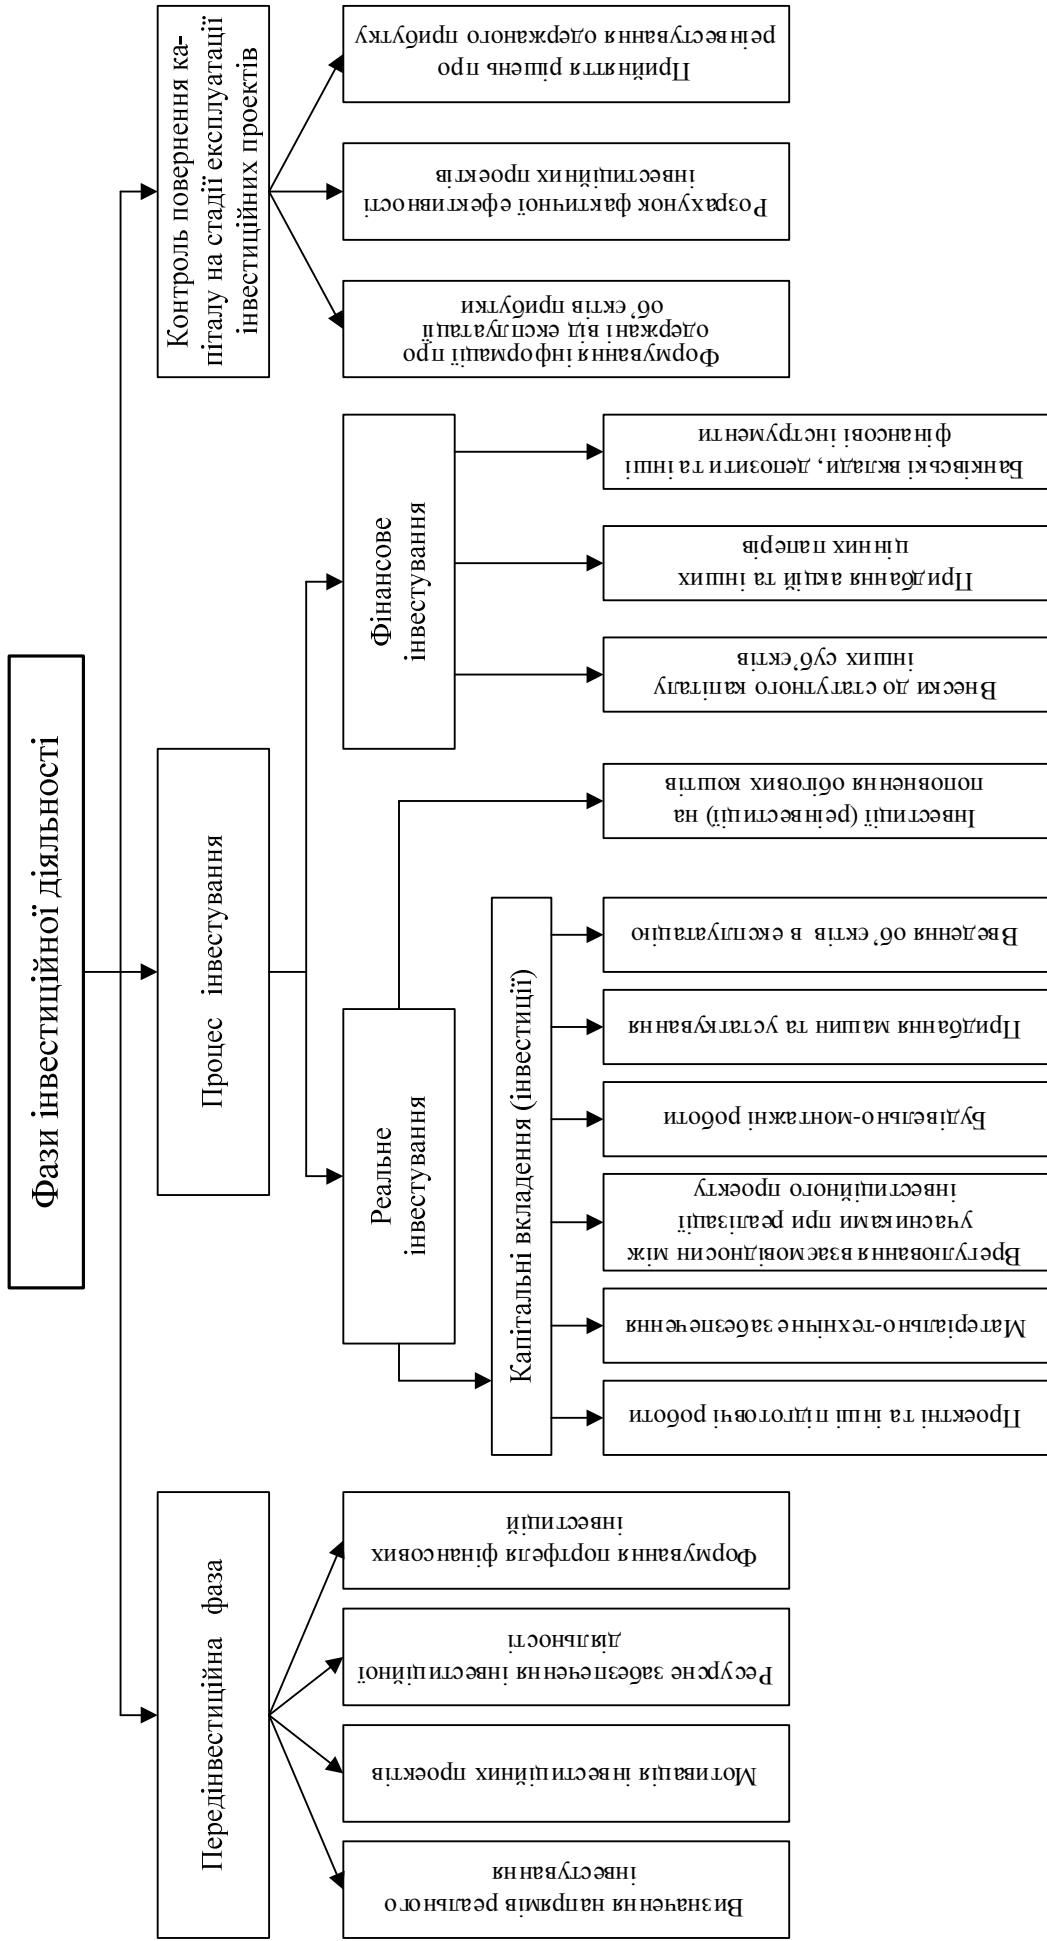 Фази інвестиційної діяльності
Передінвестиційна фаза
Процес інвестування
Контроль повернення ка-
піталу на стадії експлуатації
інвестиційних проектів
Визначення напрямів реального
інвестування
Мотивація інвестиційних проектів
Ресурсне забезпечення інвестиційної
діяльності
Формування портфеля фінансових
інвестицій
Реальне
інвестування
Фінансове
інвестування
Формування інформації про
одержані від експлуатації
об’єктів прибутки
Розрахунок фактичної ефективності
інвестиційних проектів
Прийняття рішень про
реінвестування одержаного прибутку
Капітальні вкладення (інвестиції)
Проектні та інші підготовчі роботи
Матеріально-технічне забезпечення
Врегулювання взаємовідносин між
учасниками при реалізації
інвестиційного проекту
Будівельно-монтажні роботи
Придбання машин та устаткування
Введення об’єктів в експлуатацію
Інвестиції (реінвестиції) на
поповнення обігових коштів
Внески до статутного капіталу
інших суб’єктів
Придбання акцій та інших
цінних паперів
Банківські вклади, депозити та інші
фінансові інструменти